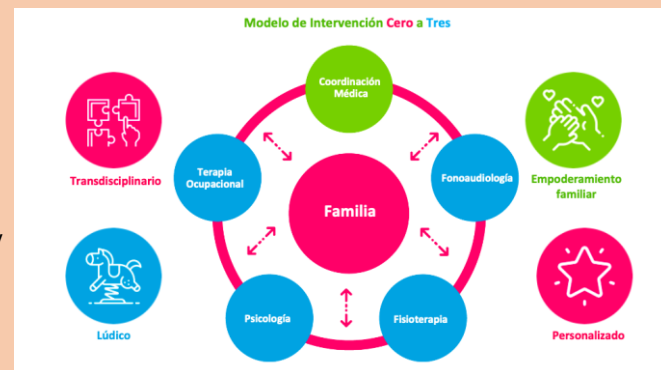 Modelo de Intervención Cero a Tres
Coordinación
Médica
Transdisciplinario
Terapia
Ocupacional
Familia
Fonoaudiología
Empoderamiento
familiar
Lúdico
Psicología
Fisioterapia
Personalizado